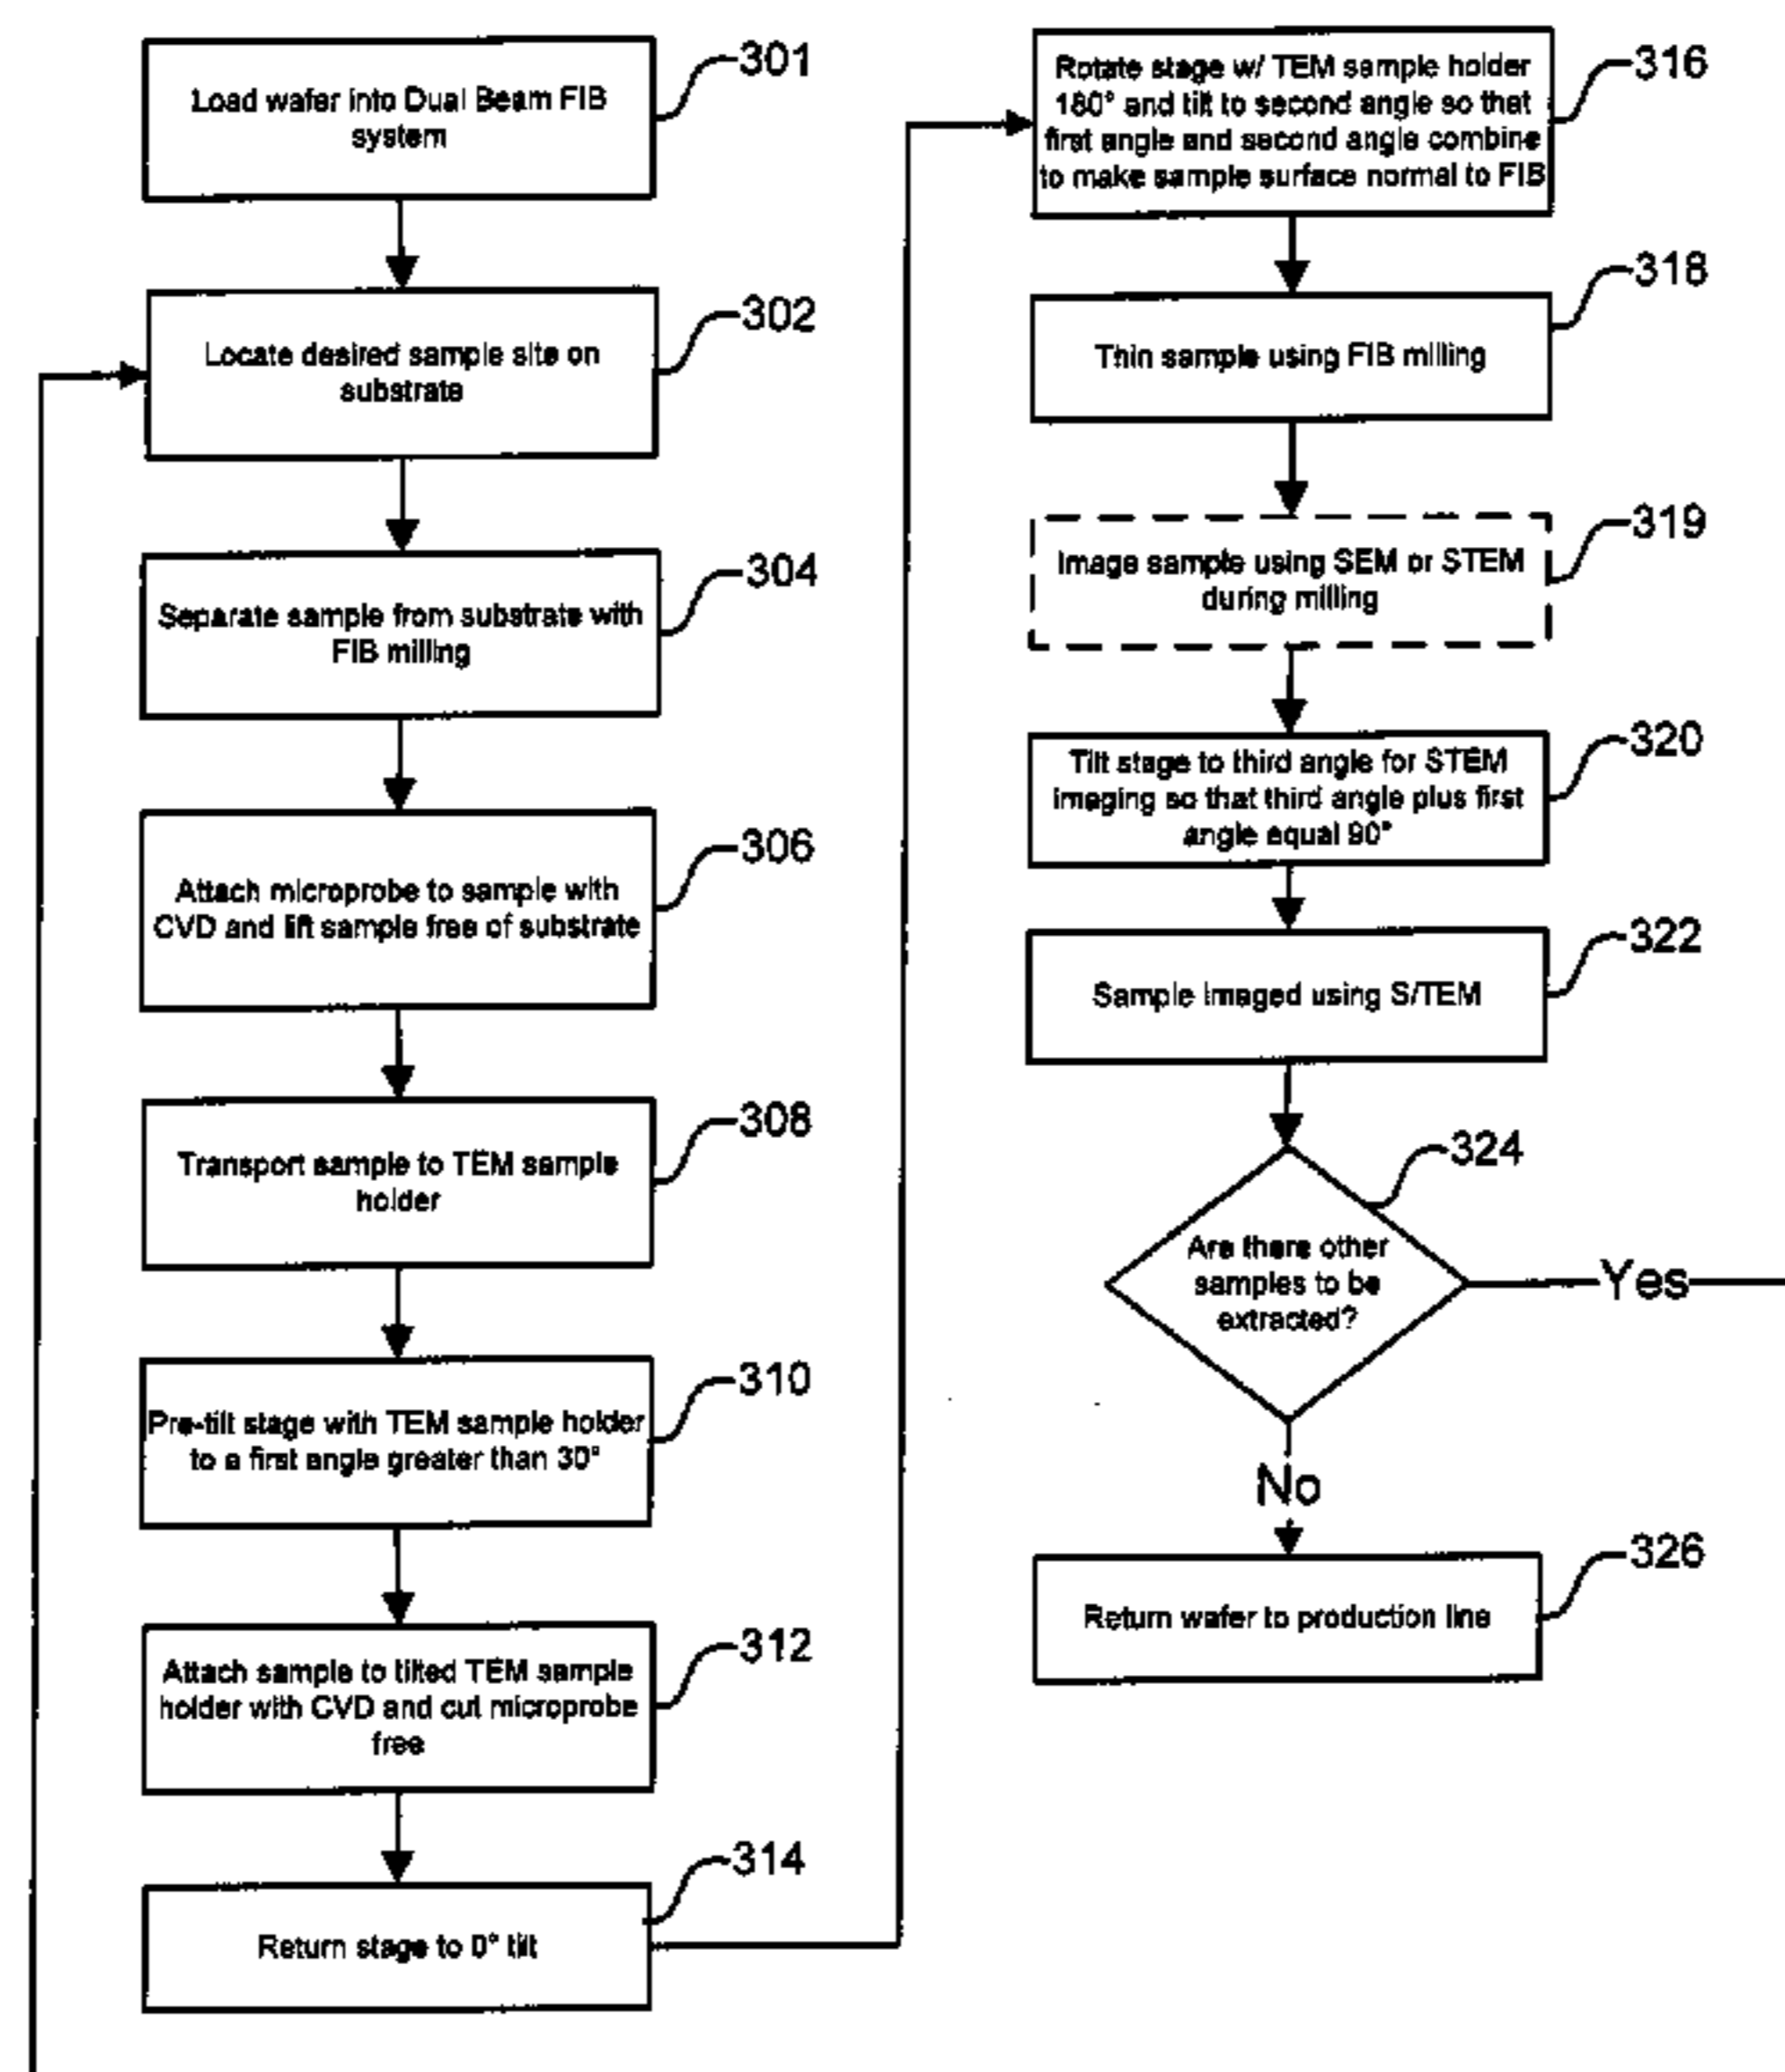 301
Load wafer into Dual Beam FIB
system
302
Locate desired sample site on
substrate
304
Separate sample from substrate with
FIB milling
306
Attach microprobe to sample with
CVD and lift sample free of substrate
308
Transport sample to TEM sample
holder
310
Pre-tilt stage with TEM sample holder
to a first angle greater than 30°
312
Attach sample to tilted TEM sample
holder with CVD and cut microprobe
free
314
Return stage to 0° tilt
316
Rotate stage w/ TEM sample holder
180° and tilt to second angle so that
first angle and second angle combine
to make sample surface normal to FIB
318
Thin sample using FIB milling
319
Image sample using SEM or STEM
during milling
320
Tilt stage to third angle for STEM
imaging so that third angle plus first
angle equal 90°
322
Sample imaged using S/TEM
324
Are there other
samples to be
extracted?
Yes
No
326
Return wafer to production line